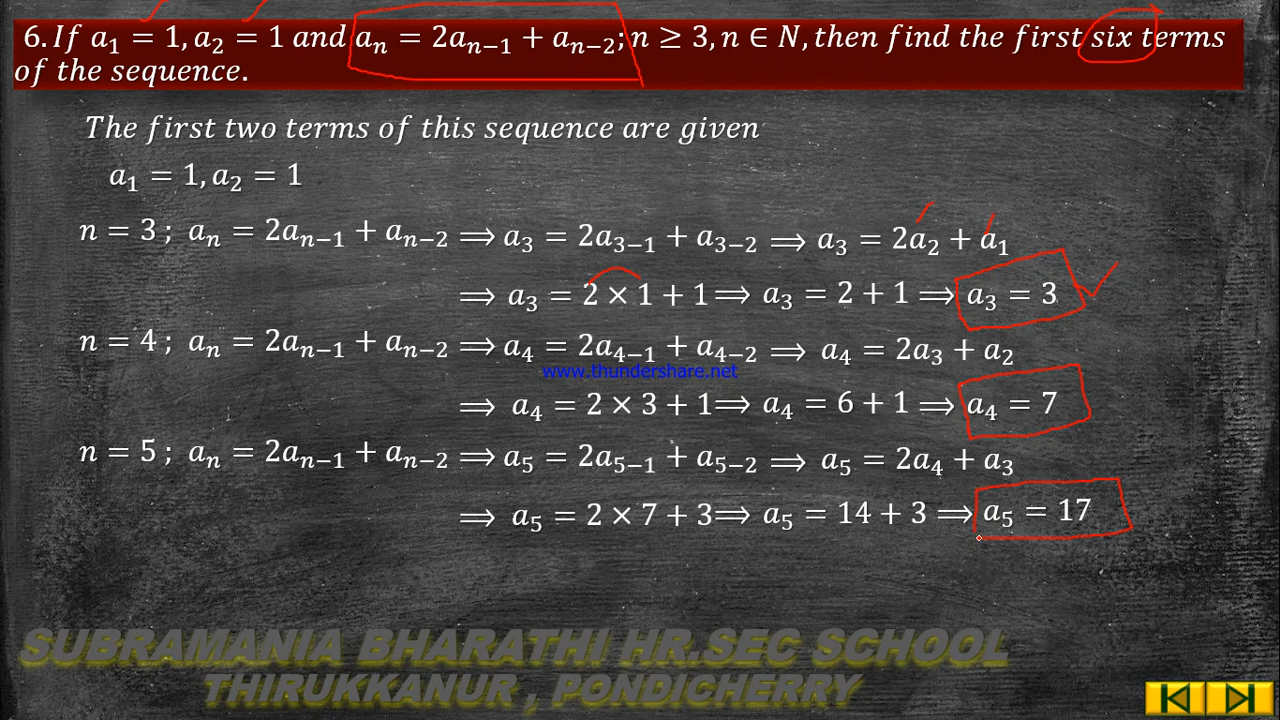 6. If a₁ = 1, a₂ = 1 and aₙ = 2aₙ₋₁ + aₙ₋₂; n ≥ 3, n ∈ N, then find the first six terms
of the sequence.
The first two terms of this sequence are given
a₁ = 1, a₂ = 1
n = 3 ; aₙ = 2aₙ₋₁ + aₙ₋₂ ⟹ a₃ = 2a₃₋₁ + a₃₋₂ ⟹ a₃ = 2a₂ + a₁
⟹ a₃ = 2 × 1 + 1 ⟹ a₃ = 2 + 1 ⟹ a₃ = 3
n = 4 ; aₙ = 2aₙ₋₁ + aₙ₋₂ ⟹ a₄ = 2a₄₋₁ + a₄₋₂ ⟹ a₄ = 2a₃ + a₂
www.thundershare.net
⟹ a₄ = 2 × 3 + 1 ⟹ a₄ = 6 + 1 ⟹ a₄ = 7
n = 5 ; aₙ = 2aₙ₋₁ + aₙ₋₂ ⟹ a₅ = 2a₅₋₁ + a₅₋₂ ⟹ a₅ = 2a₄ + a₃
⟹ a₅ = 2 × 7 + 3 ⟹ a₅ = 14 + 3 ⟹ a₅ = 17
SUBRAMANIA BHARATHI HR.SEC SCHOOL
THIRUKKANUR , PONDICHERRY